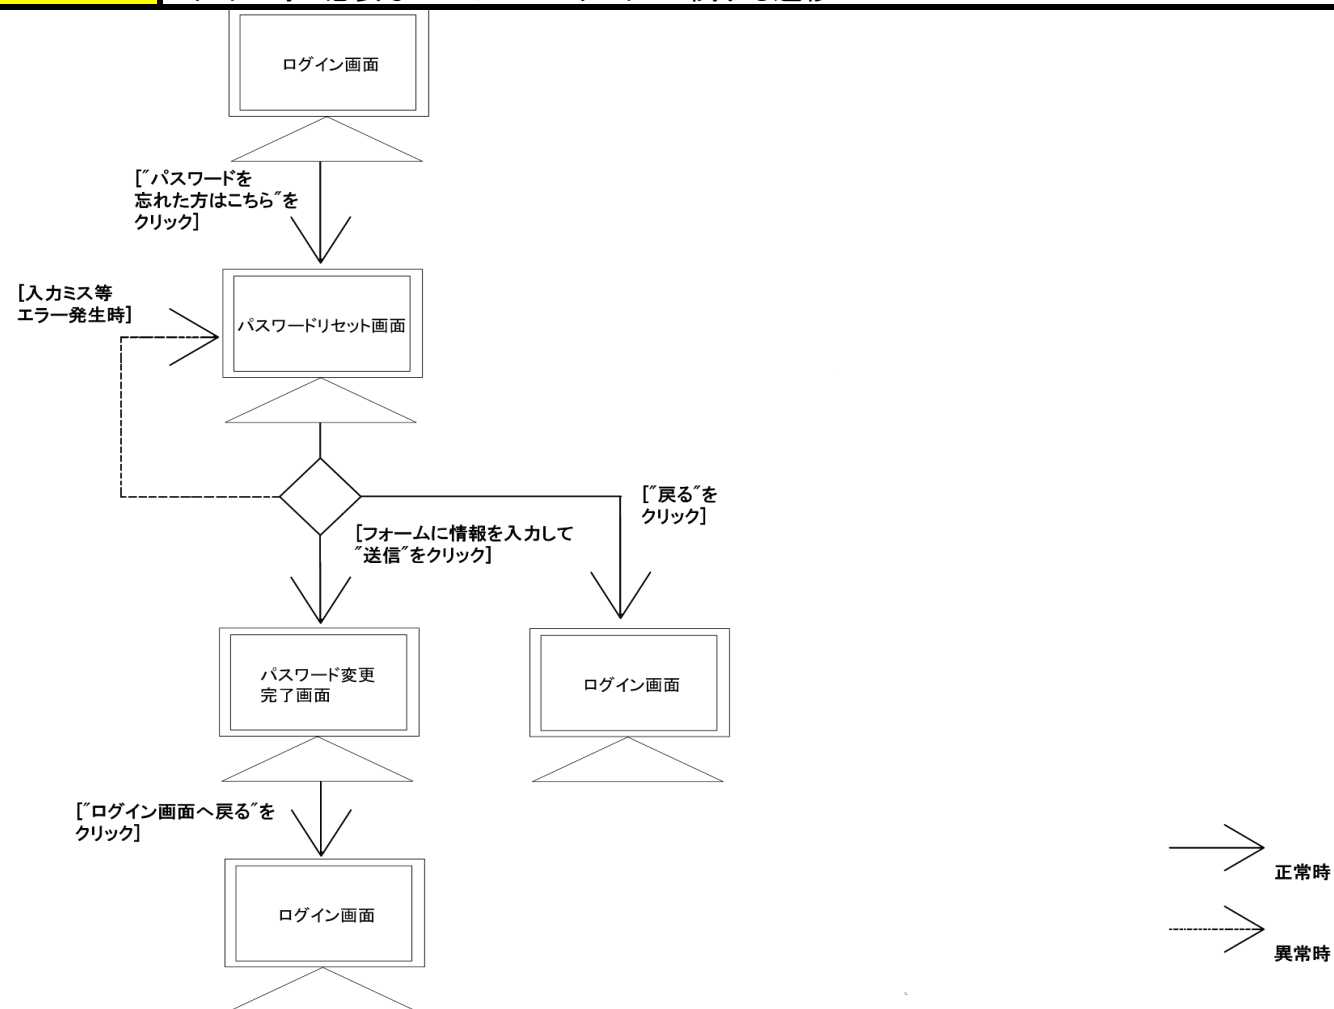 ログイン画面
["パスワードを
忘れた方はこちら"を
クリック]
[入力ミス等
エラー発生時]
パスワードリセット画面
["戻る"を
クリック]
[フォームに情報を入力して
"送信"をクリック]
パスワード変更
完了画面
ログイン画面
["ログイン画面へ戻る"を
クリック]
ログイン画面
正常時
異常時